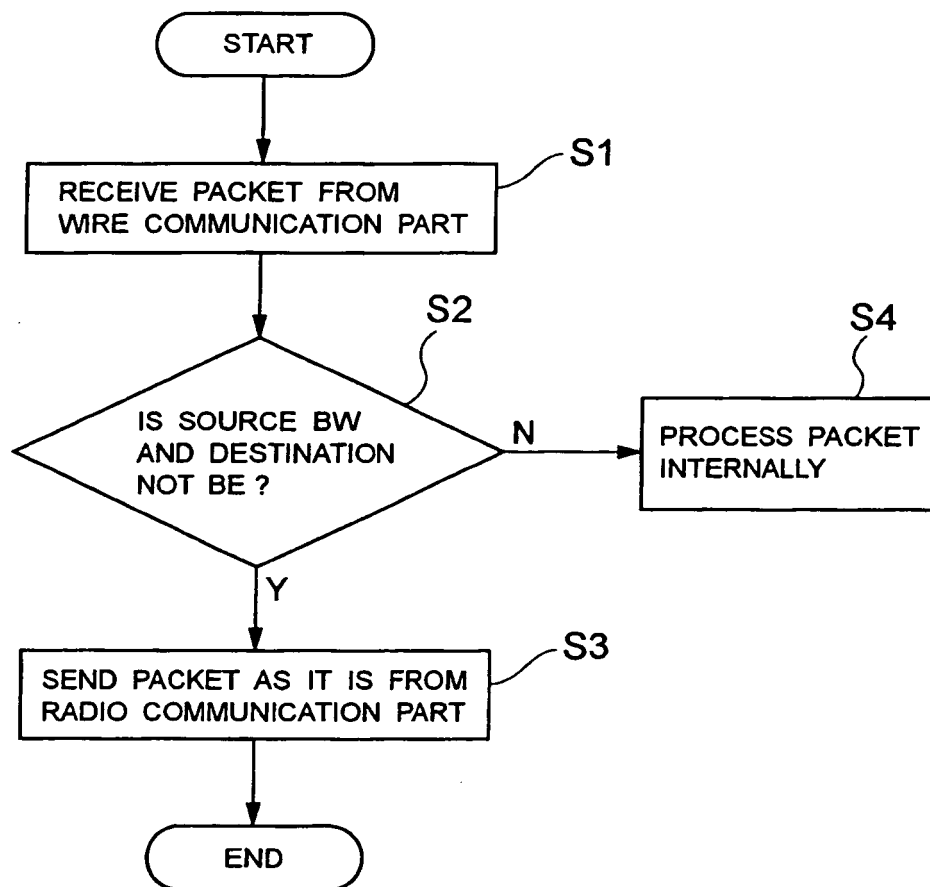 START
S1
RECEIVE PACKET FROM
WIRE COMMUNICATION PART
S2
IS SOURCE BW
AND DESTINATION
NOT BE ?
N
S4
PROCESS PACKET
INTERNALLY
Y
S3
SEND PACKET AS IT IS FROM
RADIO COMMUNICATION PART
END